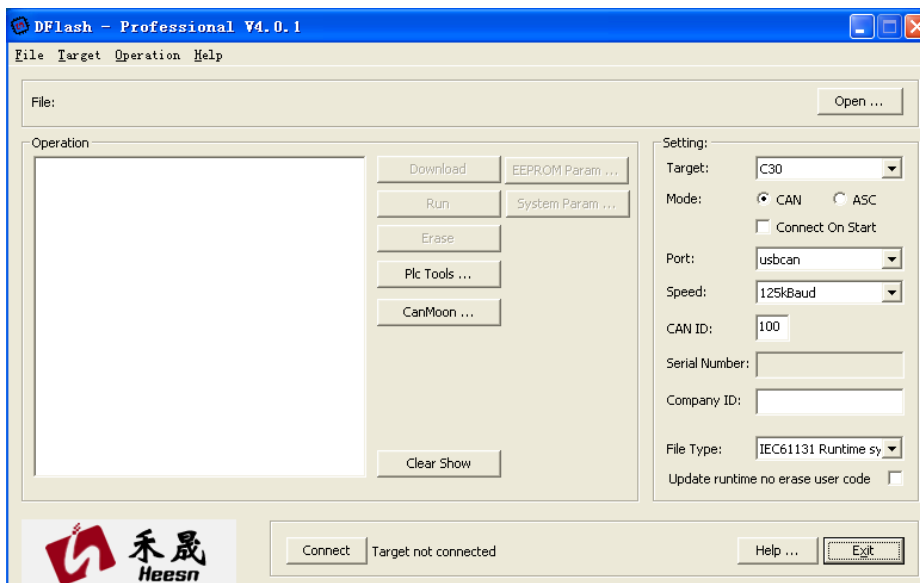 DFlash - Professional V4.0.1
File Target Operation Help
File:
Open ...
Operation
Download
EEPROM Param ...
Run
System Param ...
Erase
Plc Tools ...
CanMoon ...
Clear Show
Setting:
Target: C30
Mode: CAN ASC
Connect On Start
Port: usbcan
Speed: 125kBaud
CAN ID: 100
Serial Number:
Company ID:
File Type: IEC61131 Runtime sy
Update runtime no erase user code
禾晟
Heesn
Connect Target not connected
Help ... Exit